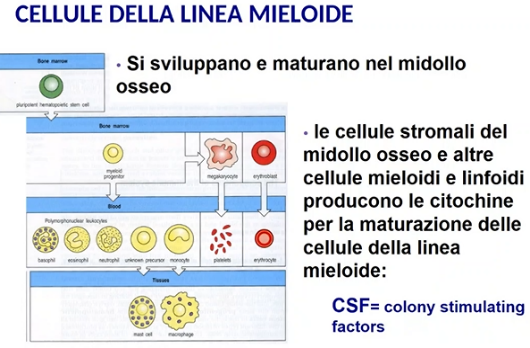 CELLULE DELLA LINEA MIELOIDE
Bone marrow
pluripotent hematopoietic stem cell
• Si sviluppano e maturano nel midollo
osseo
Bone marrow
myeloid
progenitor
megakaryocyte
erythroblast
Blood
Polymorphonuclear leukocytes
basophil
eosinophil
neutrophil
unknown precursor
monocyte
platelets
erythrocyte
Tissues
mast cell
macrophage
• le cellule stromali del
midollo osseo e altre
cellule mieloidi e linfoidi
producono le citochine
per la maturazione delle
cellule della linea
mieloide:
CSF= colony stimulating
factors